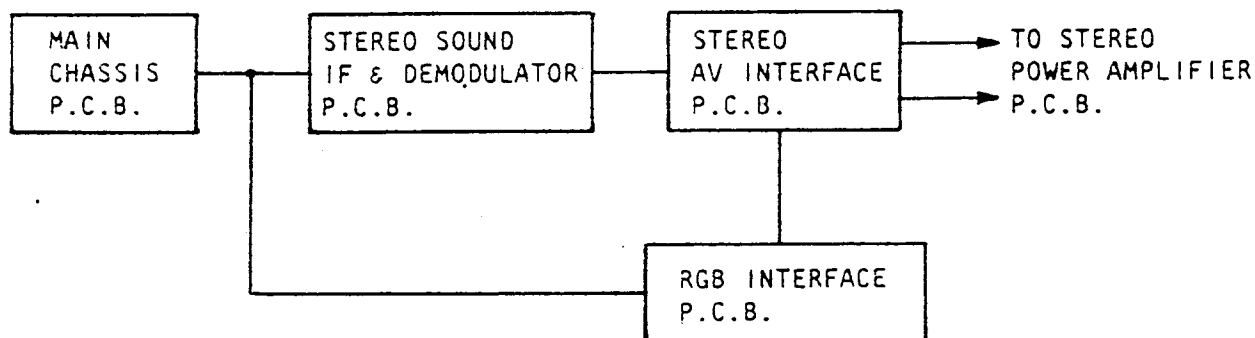 MAIN
CHASSIS
P.C.B.
STEREO SOUND
IF & DEMODULATOR
P.C.B.
STEREO
AV INTERFACE
P.C.B.
TO STEREO
POWER AMPLIFIER
P.C.B.
RGB INTERFACE
P.C.B.